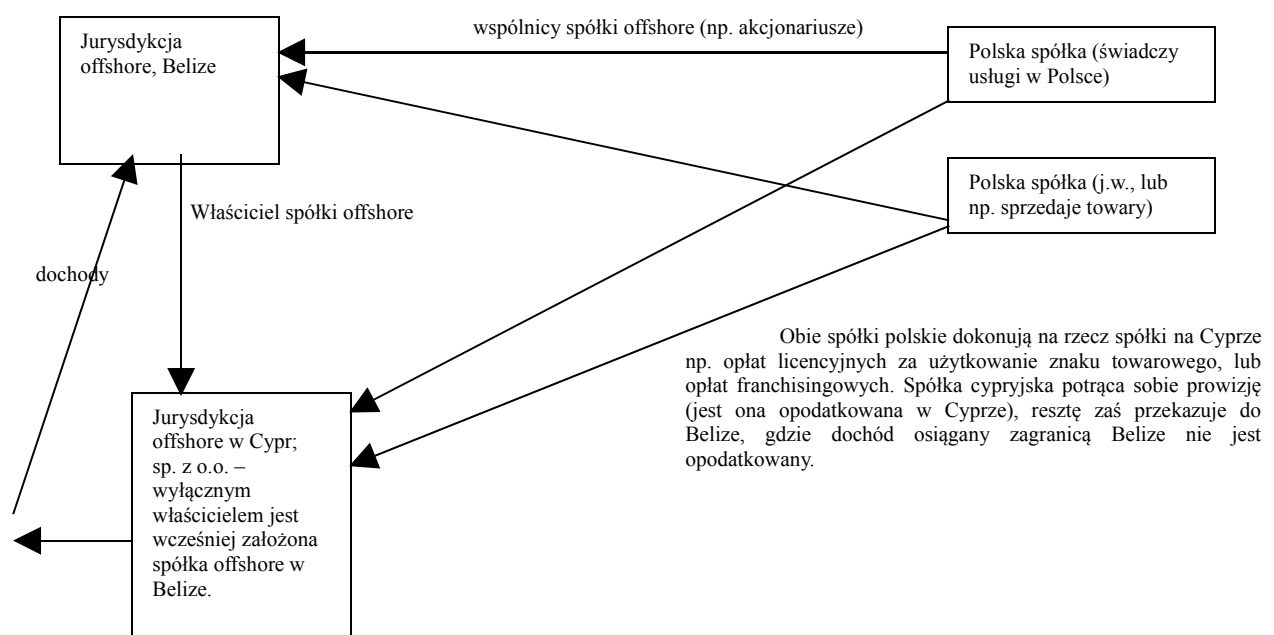 wspólnicy spółki offshore (np. akcjonariusze)
Jurysdykcja
offshore, Belize
Polska spółka (świadczy
usługi w Polsce)
Polska spółka (j.w., lub
np. sprzedaje towary)
Właściciel spółki offshore
dochody
Obie spółki polskie dokonują na rzecz spółki na Cyprze
np. opłat licencyjnych za użytkowanie znaku towarowego, lub
opłat franchisingowych. Spółka cypryjska potrąca sobie prowizję
(jest ona opodatkowana w Cyprze), resztę zaś przekazuje do
Belize, gdzie dochód osiągany zagranicą Belize nie jest
opodatkowany.
Jurysdykcja
offshore w Cypr;
sp. z o.o. –
wyłącznym
właścicielem jest
wcześniej założona
spółka offshore w
Belize.